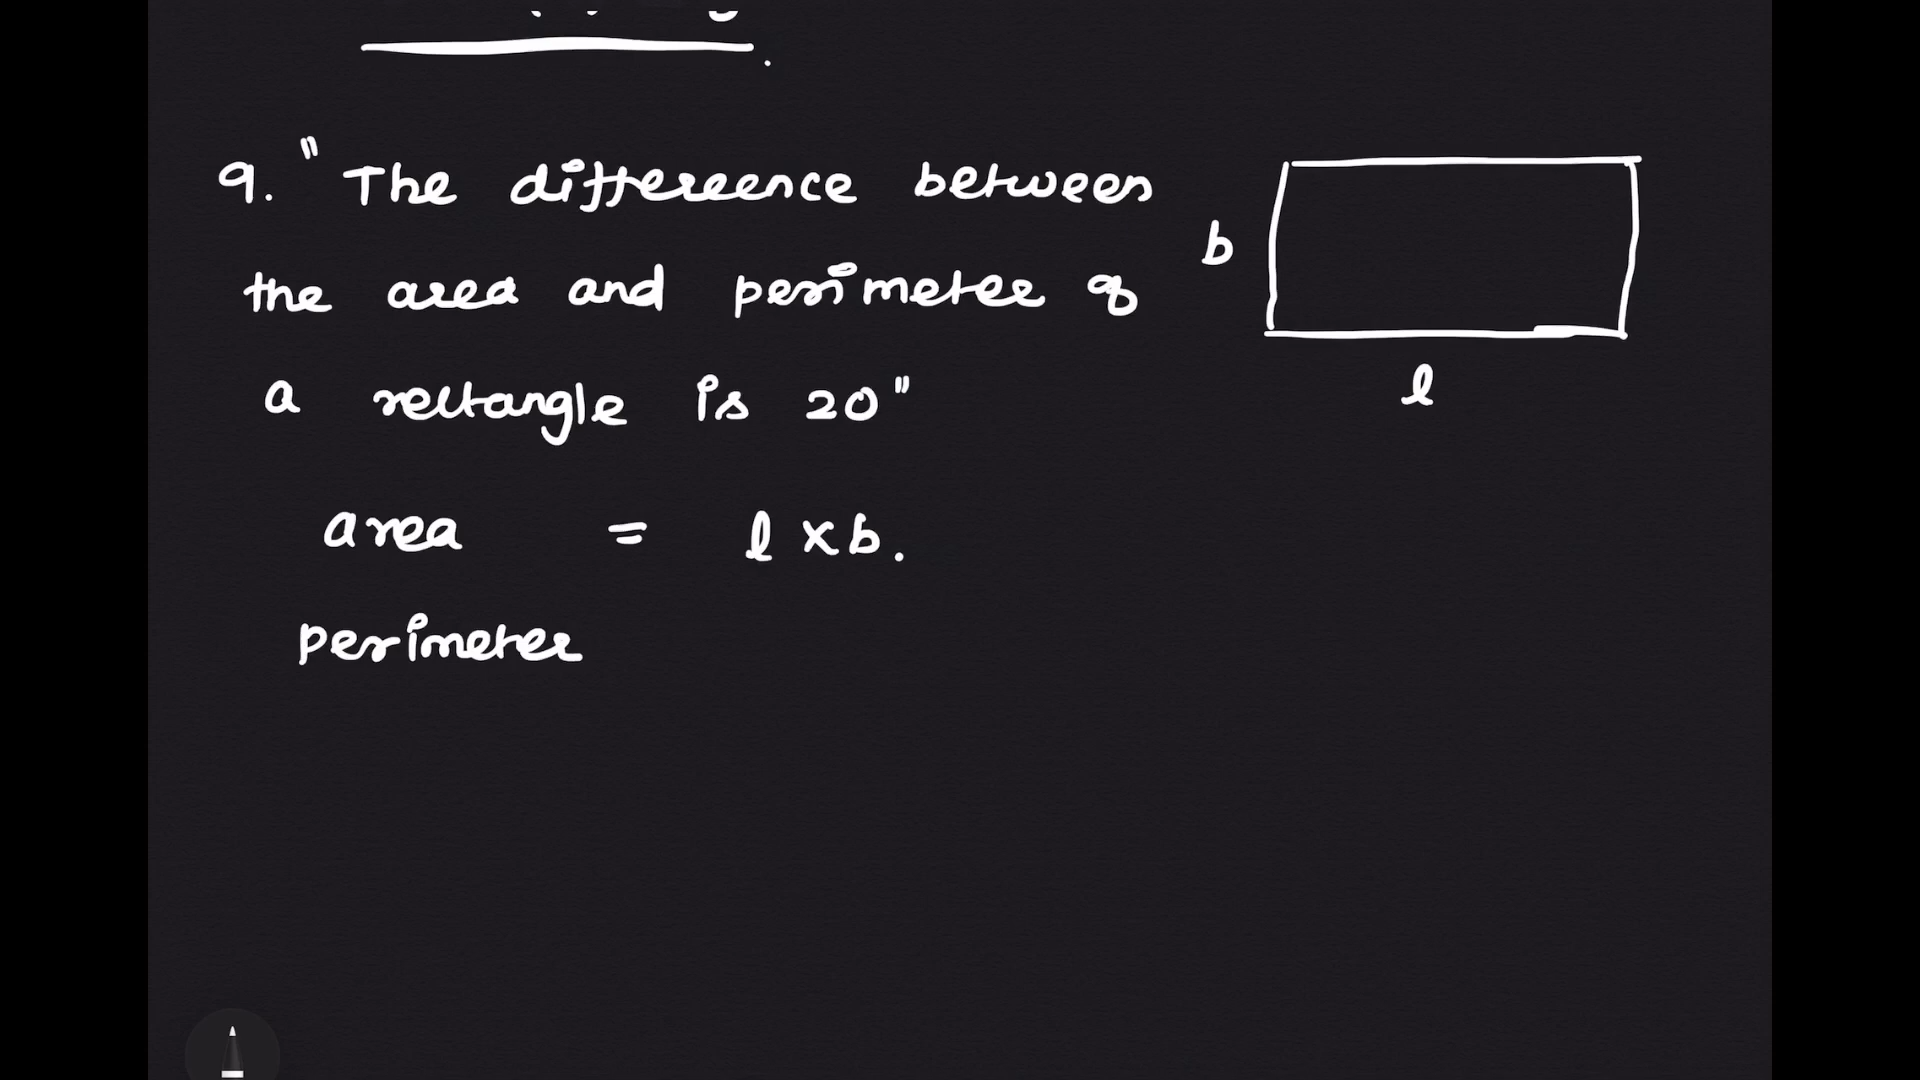 9. "The difference between
the area and perimeter of
a rectangle is 20"
b
l
area = l × b.
perimeter